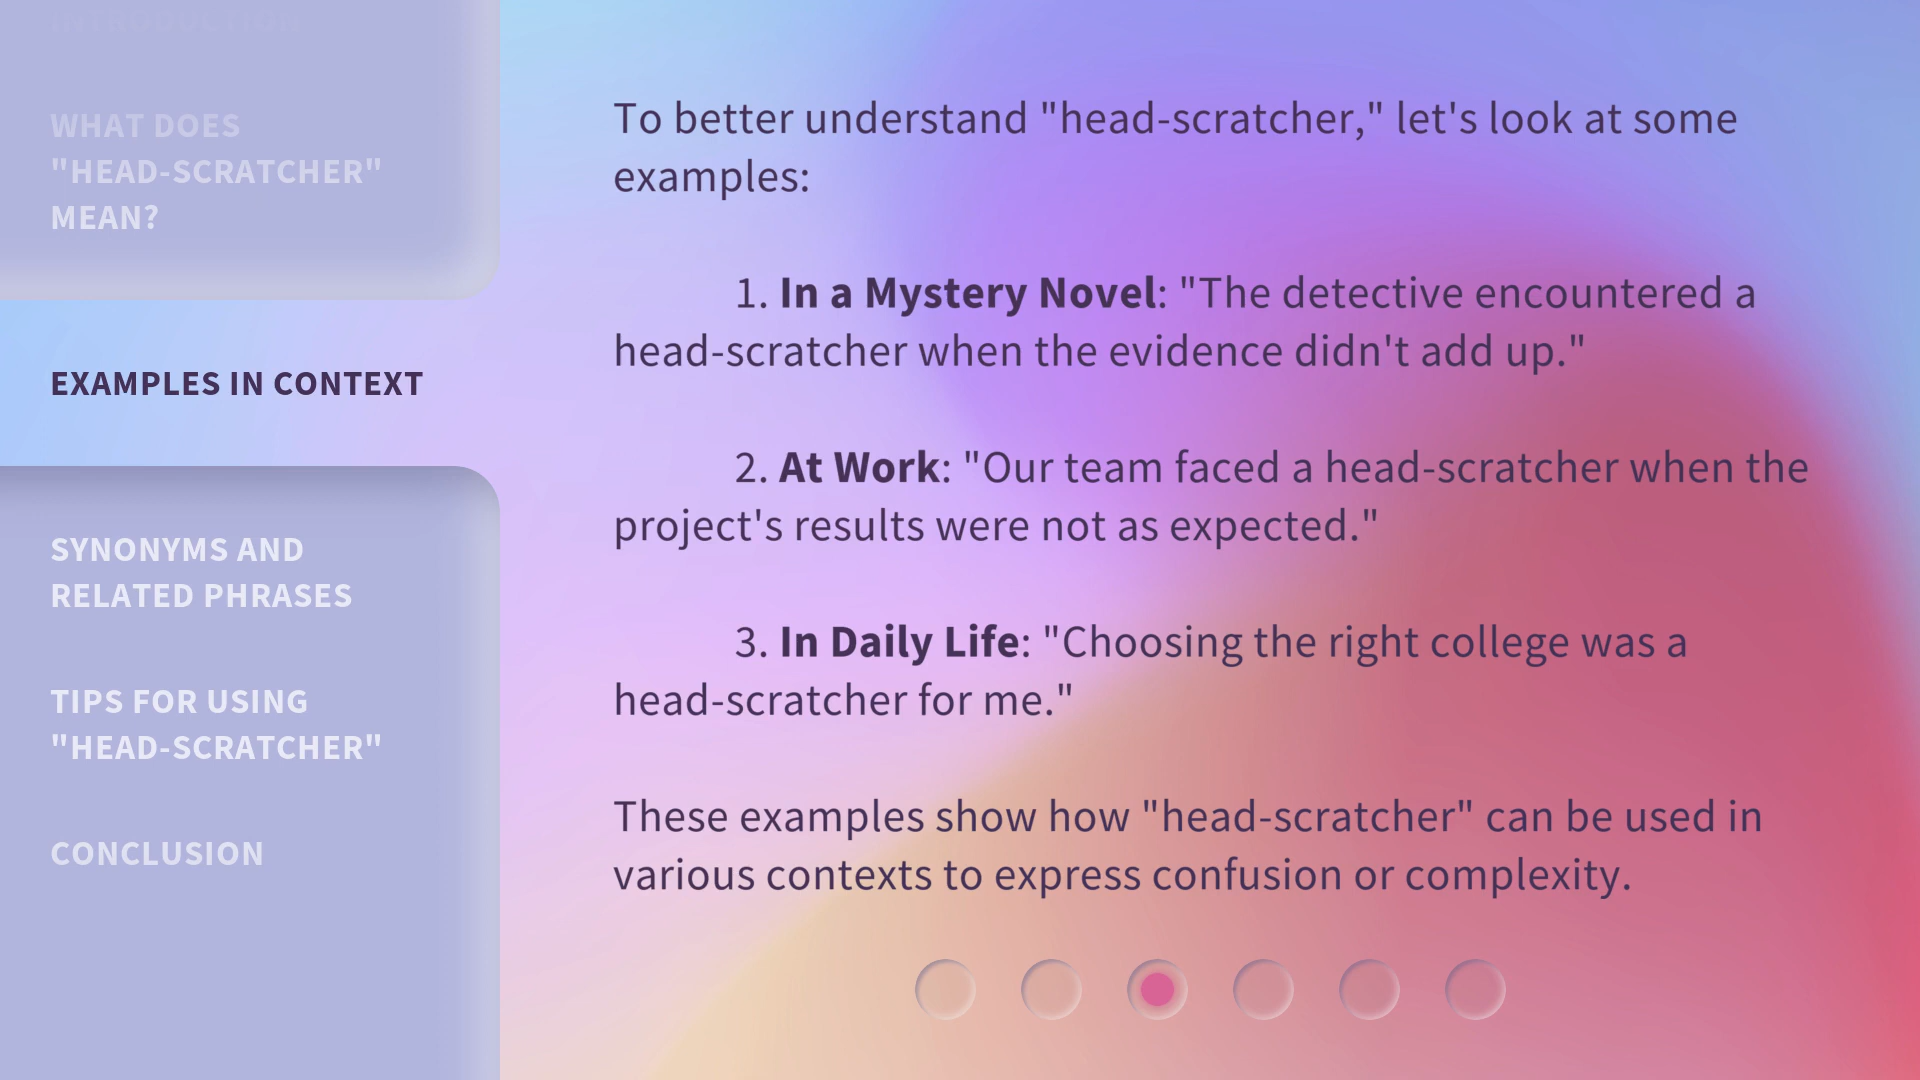 INTRODUCTION
WHAT DOES
"HEAD-SCRATCHER"
MEAN?
EXAMPLES IN CONTEXT
SYNONYMS AND
RELATED PHRASES
TIPS FOR USING
"HEAD-SCRATCHER"
CONCLUSION
To better understand "head-scratcher," let's look at some
examples:
1. In a Mystery Novel: "The detective encountered a
head-scratcher when the evidence didn't add up."
2. At Work: "Our team faced a head-scratcher when the
project's results were not as expected."
3. In Daily Life: "Choosing the right college was a
head-scratcher for me."
These examples show how "head-scratcher" can be used in
various contexts to express confusion or complexity.